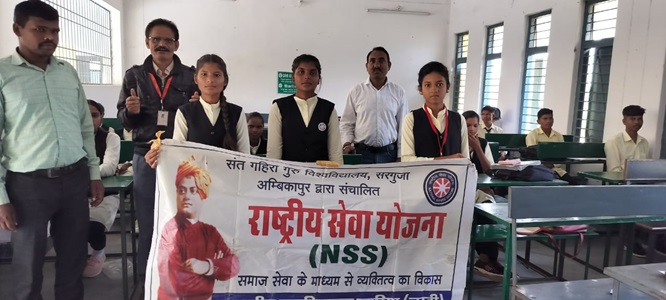 संत गहिरा गुरु विश्वविद्यालय, सरगुजा
अम्बिकापुर द्वारा संचालित
राष्ट्रीय सेवा योजना
(NSS)
समाज सेवा के माध्यम से व्यक्तित्व का विकास